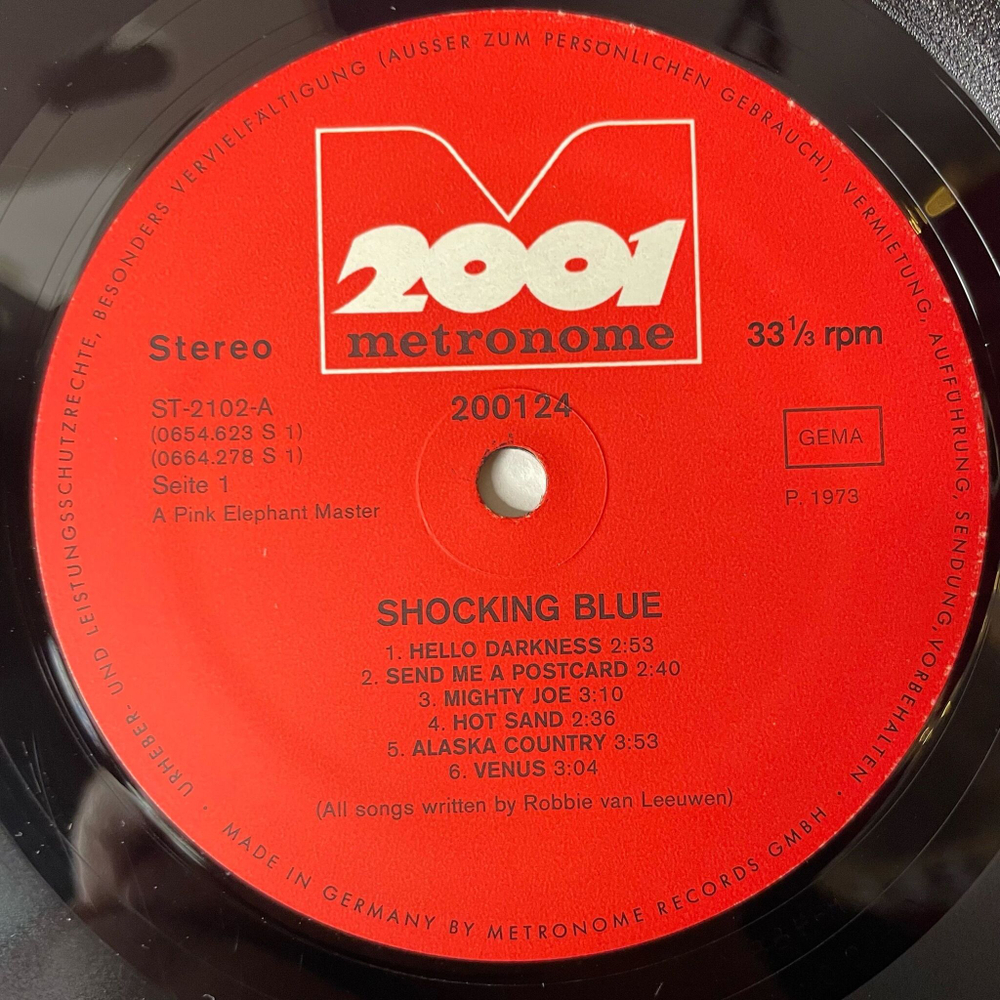 URHEBER- UND LEISTUNGSSCHUTZRECHTE, BESONDERS VERVIELFÄLTIGUNG (AUSSER ZUM PERSÖNLICHEN GEBRAUCH), VERMIETUNG, AUFFÜHRUNG, SENDUNG, VORBEHALTEN
2001
metronome
Stereo
33 1/3 rpm
ST-2102-A
(0654.623 S 1)
(0664.278 S 1)
Seite 1
A Pink Elephant Master
200124
GEMA
P. 1973
SHOCKING BLUE
1. HELLO DARKNESS 2:53
2. SEND ME A POSTCARD 2:40
3. MIGHTY JOE 3:10
4. HOT SAND 2:36
5. ALASKA COUNTRY 3:53
6. VENUS 3:04
(All songs written by Robbie van Leeuwen)
· MADE IN GERMANY BY METRONOME RECORDS GMBH ·